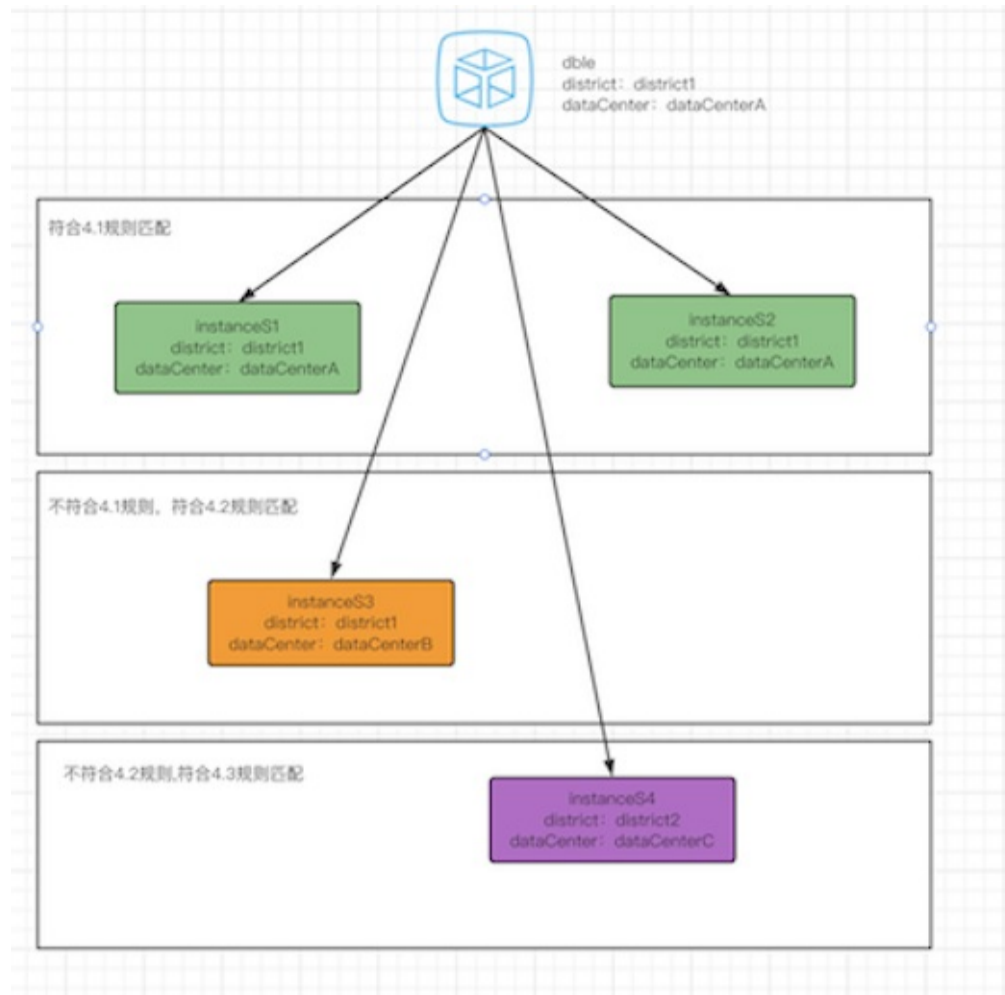 dble
district：district1
dataCenter：dataCenterA
符合4.1规则匹配
instanceS1
district：district1
dataCenter：dataCenterA
instanceS2
district：district1
dataCenter：dataCenterA
不符合4.1规则，符合4.2规则匹配
instanceS3
district：district1
dataCenter：dataCenterB
不符合4.2规则,符合4.3规则匹配
instanceS4
district：district2
dataCenter：dataCenterC